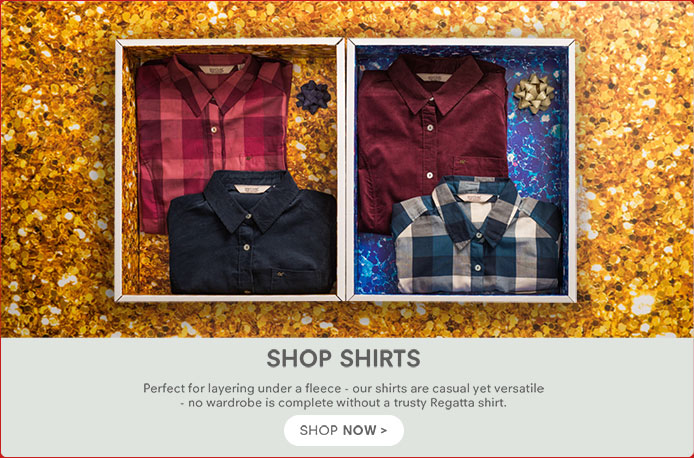 SHOP SHIRTS
Perfect for layering under a fleece - our shirts are casual yet versatile
- no wardrobe is complete without a trusty Regatta shirt.
SHOP NOW >